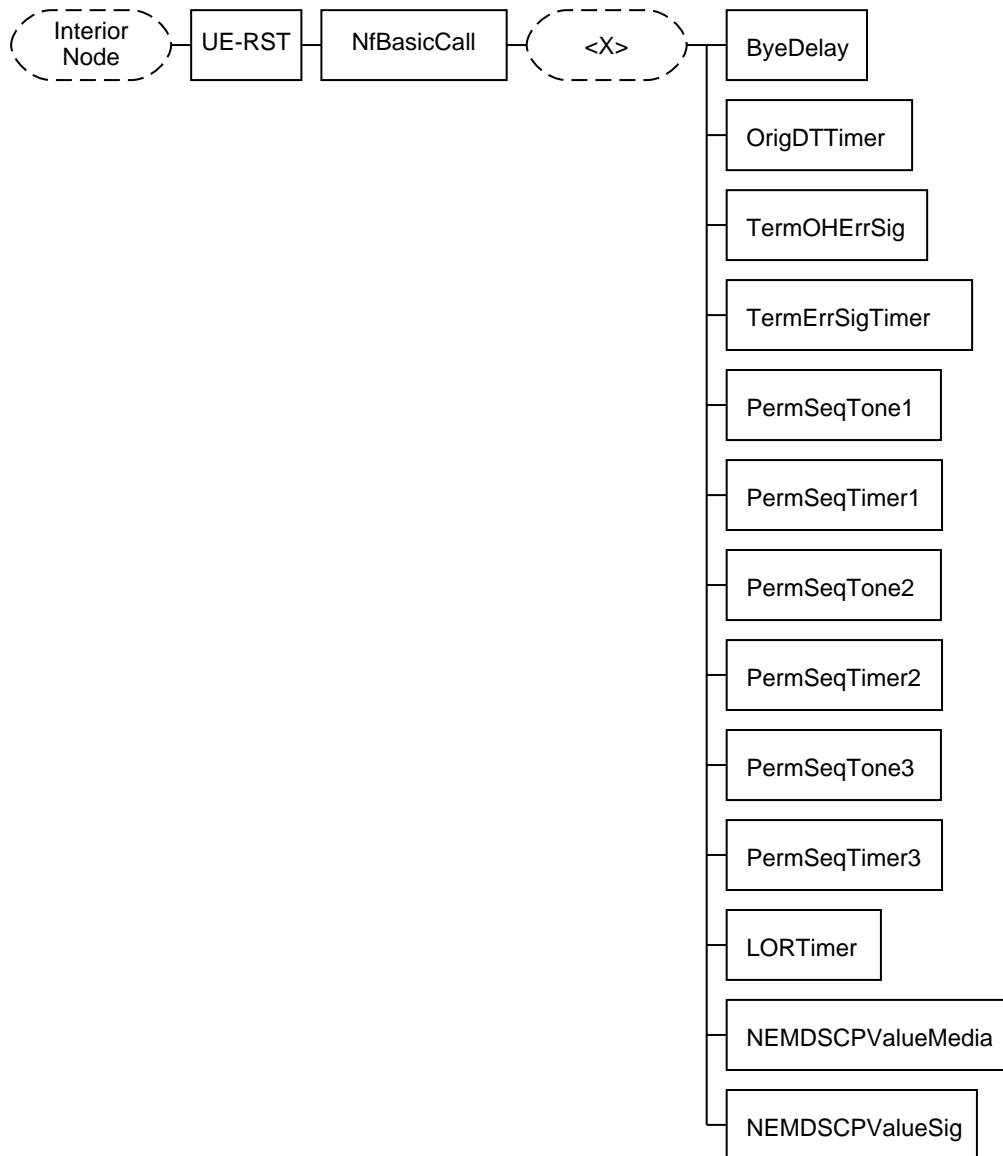 Interior
Node
UE-RST
NfBasicCall
<X>
ByeDelay
OrigDTTimer
TermOHErrSig
TermErrSigTimer
PermSeqTone1
PermSeqTimer1
PermSeqTone2
PermSeqTimer2
PermSeqTone3
PermSeqTimer3
LORTimer
NEMDSCPValueMedia
NEMDSCPValueSig